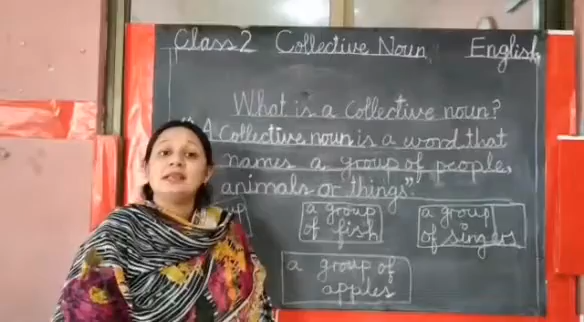 Class 2 Collective Noun English
What is a Collective noun?
"A Collective noun is a word that
names a group of people,
animals or things."
a group of fish
a group of singers
a group of apples